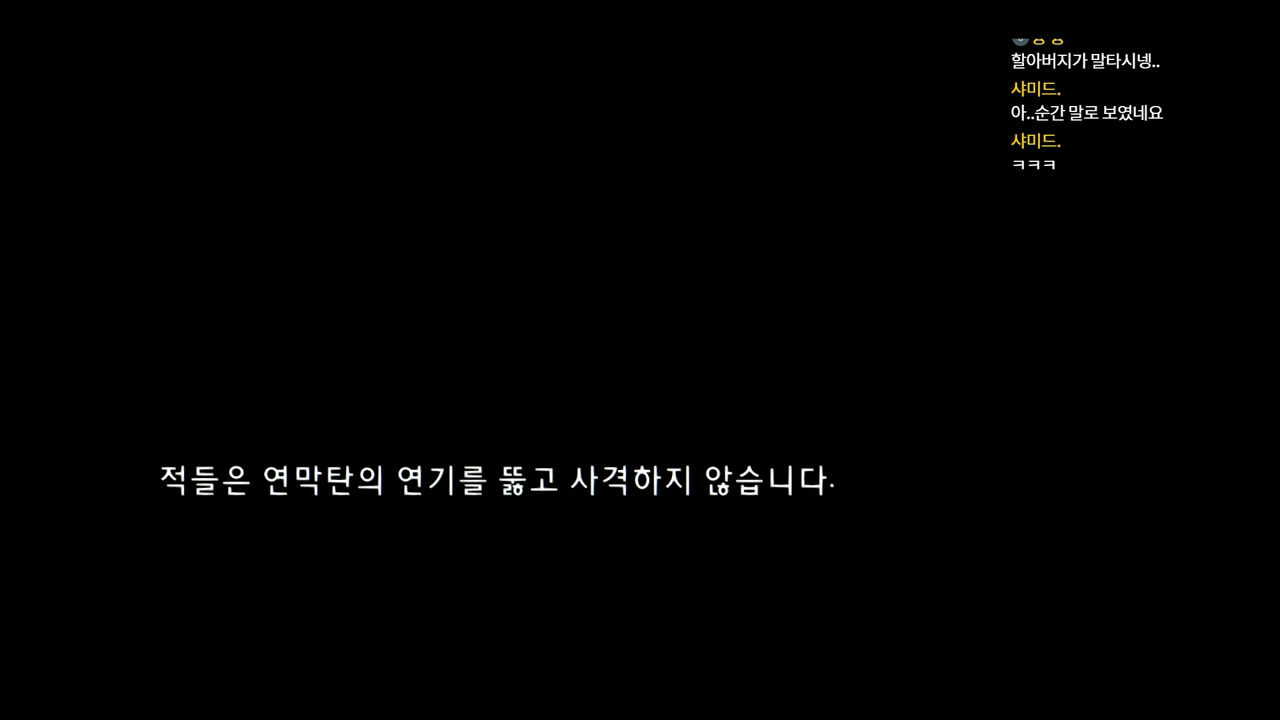 할아버지가 말타시넹..
샤미드.
아..순간 말로 보였네요
샤미드.
ㅋㅋㅋ
적들은 연막탄의 연기를 뚫고 사격하지 않습니다.